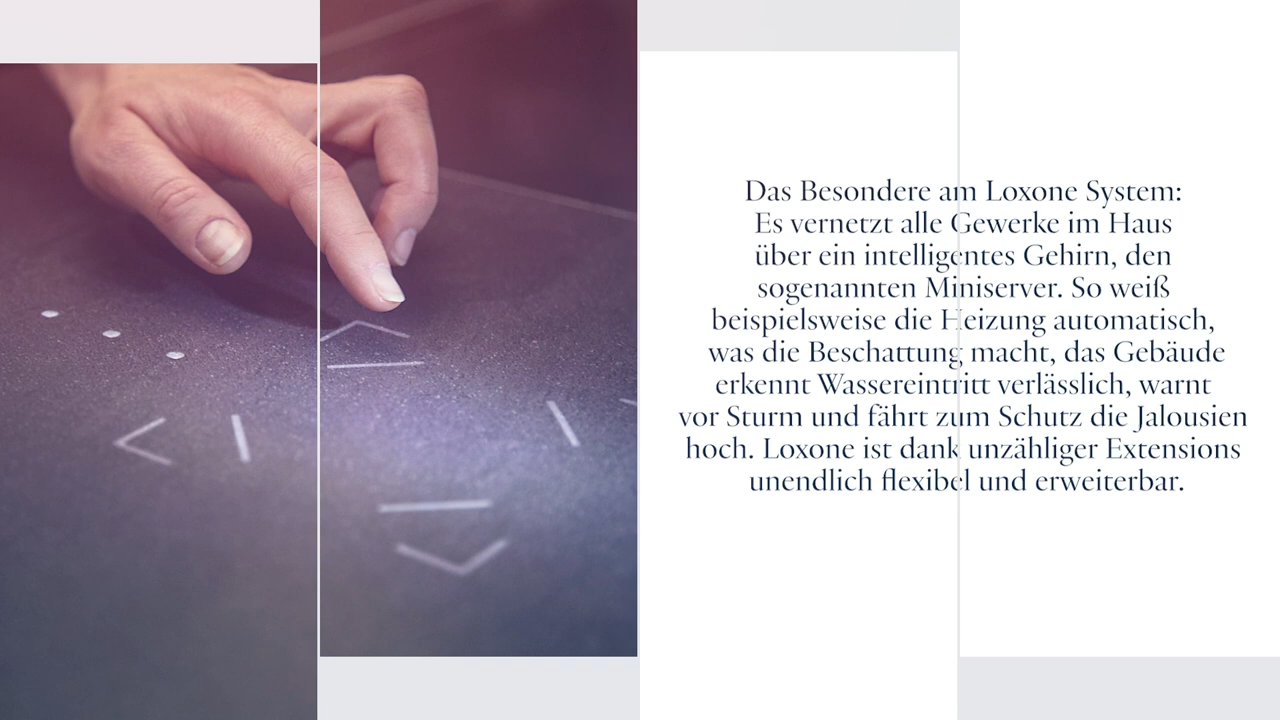 Das Besondere am Loxone System:
Es vernetzt alle Gewerke im Haus
über ein intelligentes Gehirn, den
sogenannten Miniserver. So weiß
beispielsweise die Heizung automatisch,
was die Beschattung macht, das Gebäude
erkennt Wassereintritt verlässlich, warnt
vor Sturm und fährt zum Schutz die Jalousien
hoch. Loxone ist dank unzähliger Extensions
unendlich flexibel und erweiterbar.